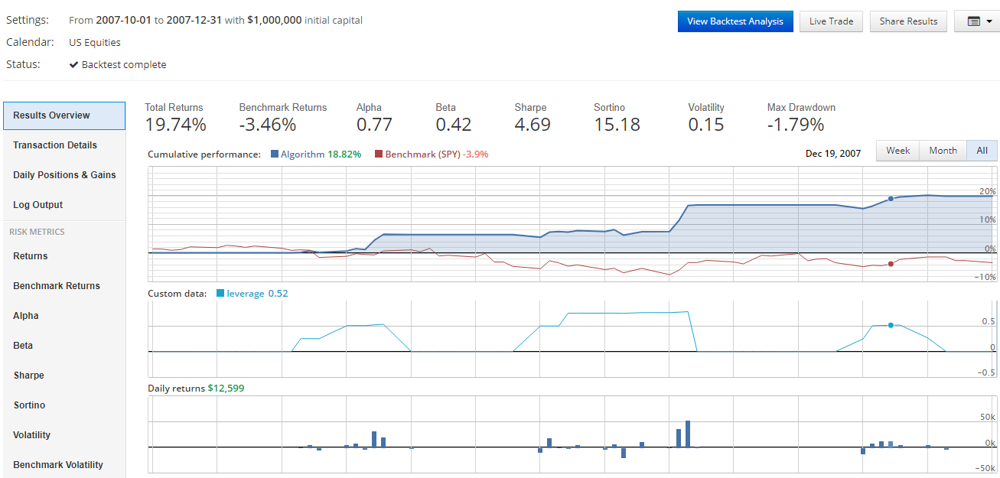 Settings: From 2007-10-01 to 2007-12-31 with $1,000,000 initial capital
View Backtest Analysis Live Trade Share Results
Calendar: US Equities
Status: Backtest complete
Results Overview
Transaction Details
Daily Positions & Gains
Log Output
RISK METRICS
Returns
Benchmark Returns
Alpha
Beta
Sharpe
Sortino
Volatility
Benchmark Volatility
Total Returns Benchmark Returns Alpha Beta Sharpe Sortino Volatility Max Drawdown
19.74% -3.46% 0.77 0.42 4.69 15.18 0.15 -1.79%
Cumulative performance: Algorithm 18.82% Benchmark (SPY) -3.9% Dec 19, 2007 Week Month All
20%
10%
0%
-10%
Custom data: leverage 0.52
0.5
0
-0.5
Daily returns $12,599
50k
0k
-50k